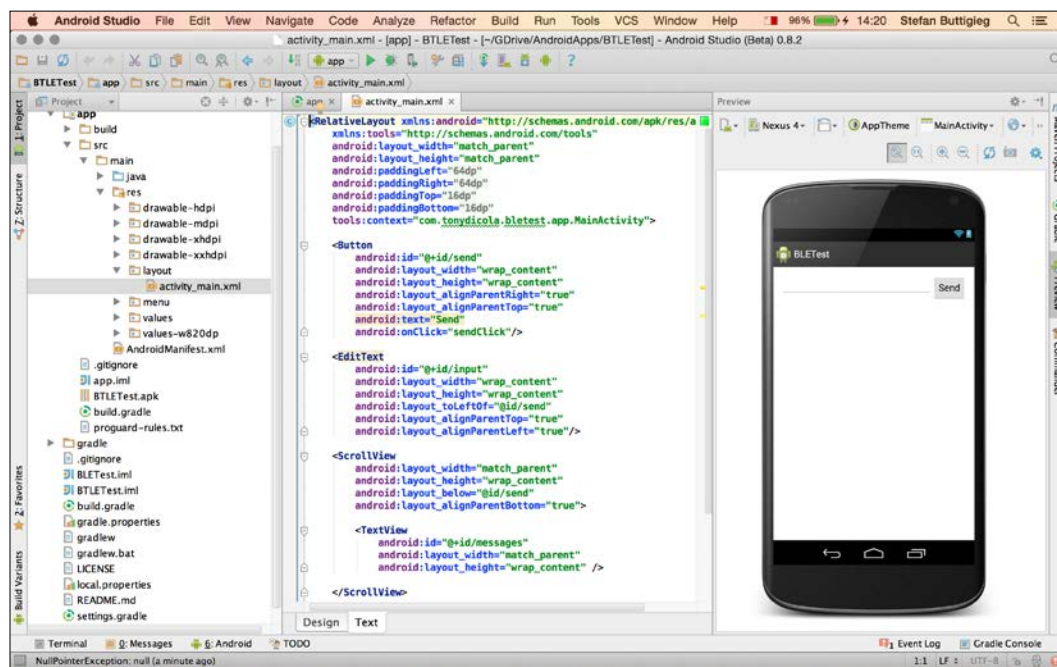 Android Studio File Edit View Navigate Code Analyze Refactor Build Run Tools VCS Window Help 96% 14:20 Stefan Buttigieg
activity_main.xml - [app] - BTLETest - [~/GDrive/AndroidApps/BTLETest] - Android Studio (Beta) 0.8.2
app
BTLETest app src main res layout activity_main.xml
1: Project
Z: Structure
2: Favorites
Build Variants
Project
app
build
src
main
java
res
drawable-hdpi
drawable-mdpi
drawable-xhdpi
drawable-xxhdpi
layout
activity_main.xml
menu
values
values-w820dp
AndroidManifest.xml
.gitignore
app.iml
BTLETest.apk
build.gradle
proguard-rules.txt
gradle
.gitignore
BLETest.iml
BTLETest.iml
build.gradle
gradle.properties
gradlew
gradlew.bat
LICENSE
local.properties
README.md
settings.gradle
app activity_main.xml
<RelativeLayout xmlns:android="http://schemas.android.com/apk/res/a
xmlns:tools="http://schemas.android.com/tools"
android:layout_width="match_parent"
android:layout_height="match_parent"
android:paddingLeft="64dp"
android:paddingRight="64dp"
android:paddingTop="16dp"
android:paddingBottom="16dp"
tools:context="com.tonydicola.bletest.app.MainActivity">
<Button
android:id="@+id/send"
android:layout_width="wrap_content"
android:layout_height="wrap_content"
android:layout_alignParentRight="true"
android:layout_alignParentTop="true"
android:text="Send"
android:onClick="sendClick"/>
<EditText
android:id="@+id/input"
android:layout_width="wrap_content"
android:layout_height="wrap_content"
android:layout_toLeftOf="@id/send"
android:layout_alignParentTop="true"
android:layout_alignParentLeft="true"/>
<ScrollView
android:layout_width="match_parent"
android:layout_height="wrap_content"
android:layout_below="@id/send"
android:layout_alignParentBottom="true">
<TextView
android:id="@+id/messages"
android:layout_width="match_parent"
android:layout_height="wrap_content" />
</ScrollView>
Design Text
Preview
Nexus 4 AppTheme MainActivity
BLETest
Send
Terminal 0: Messages 6: Android TODO Event Log Gradle Console
NullPointerException: null (a minute ago) 1:1 LF UTF-8